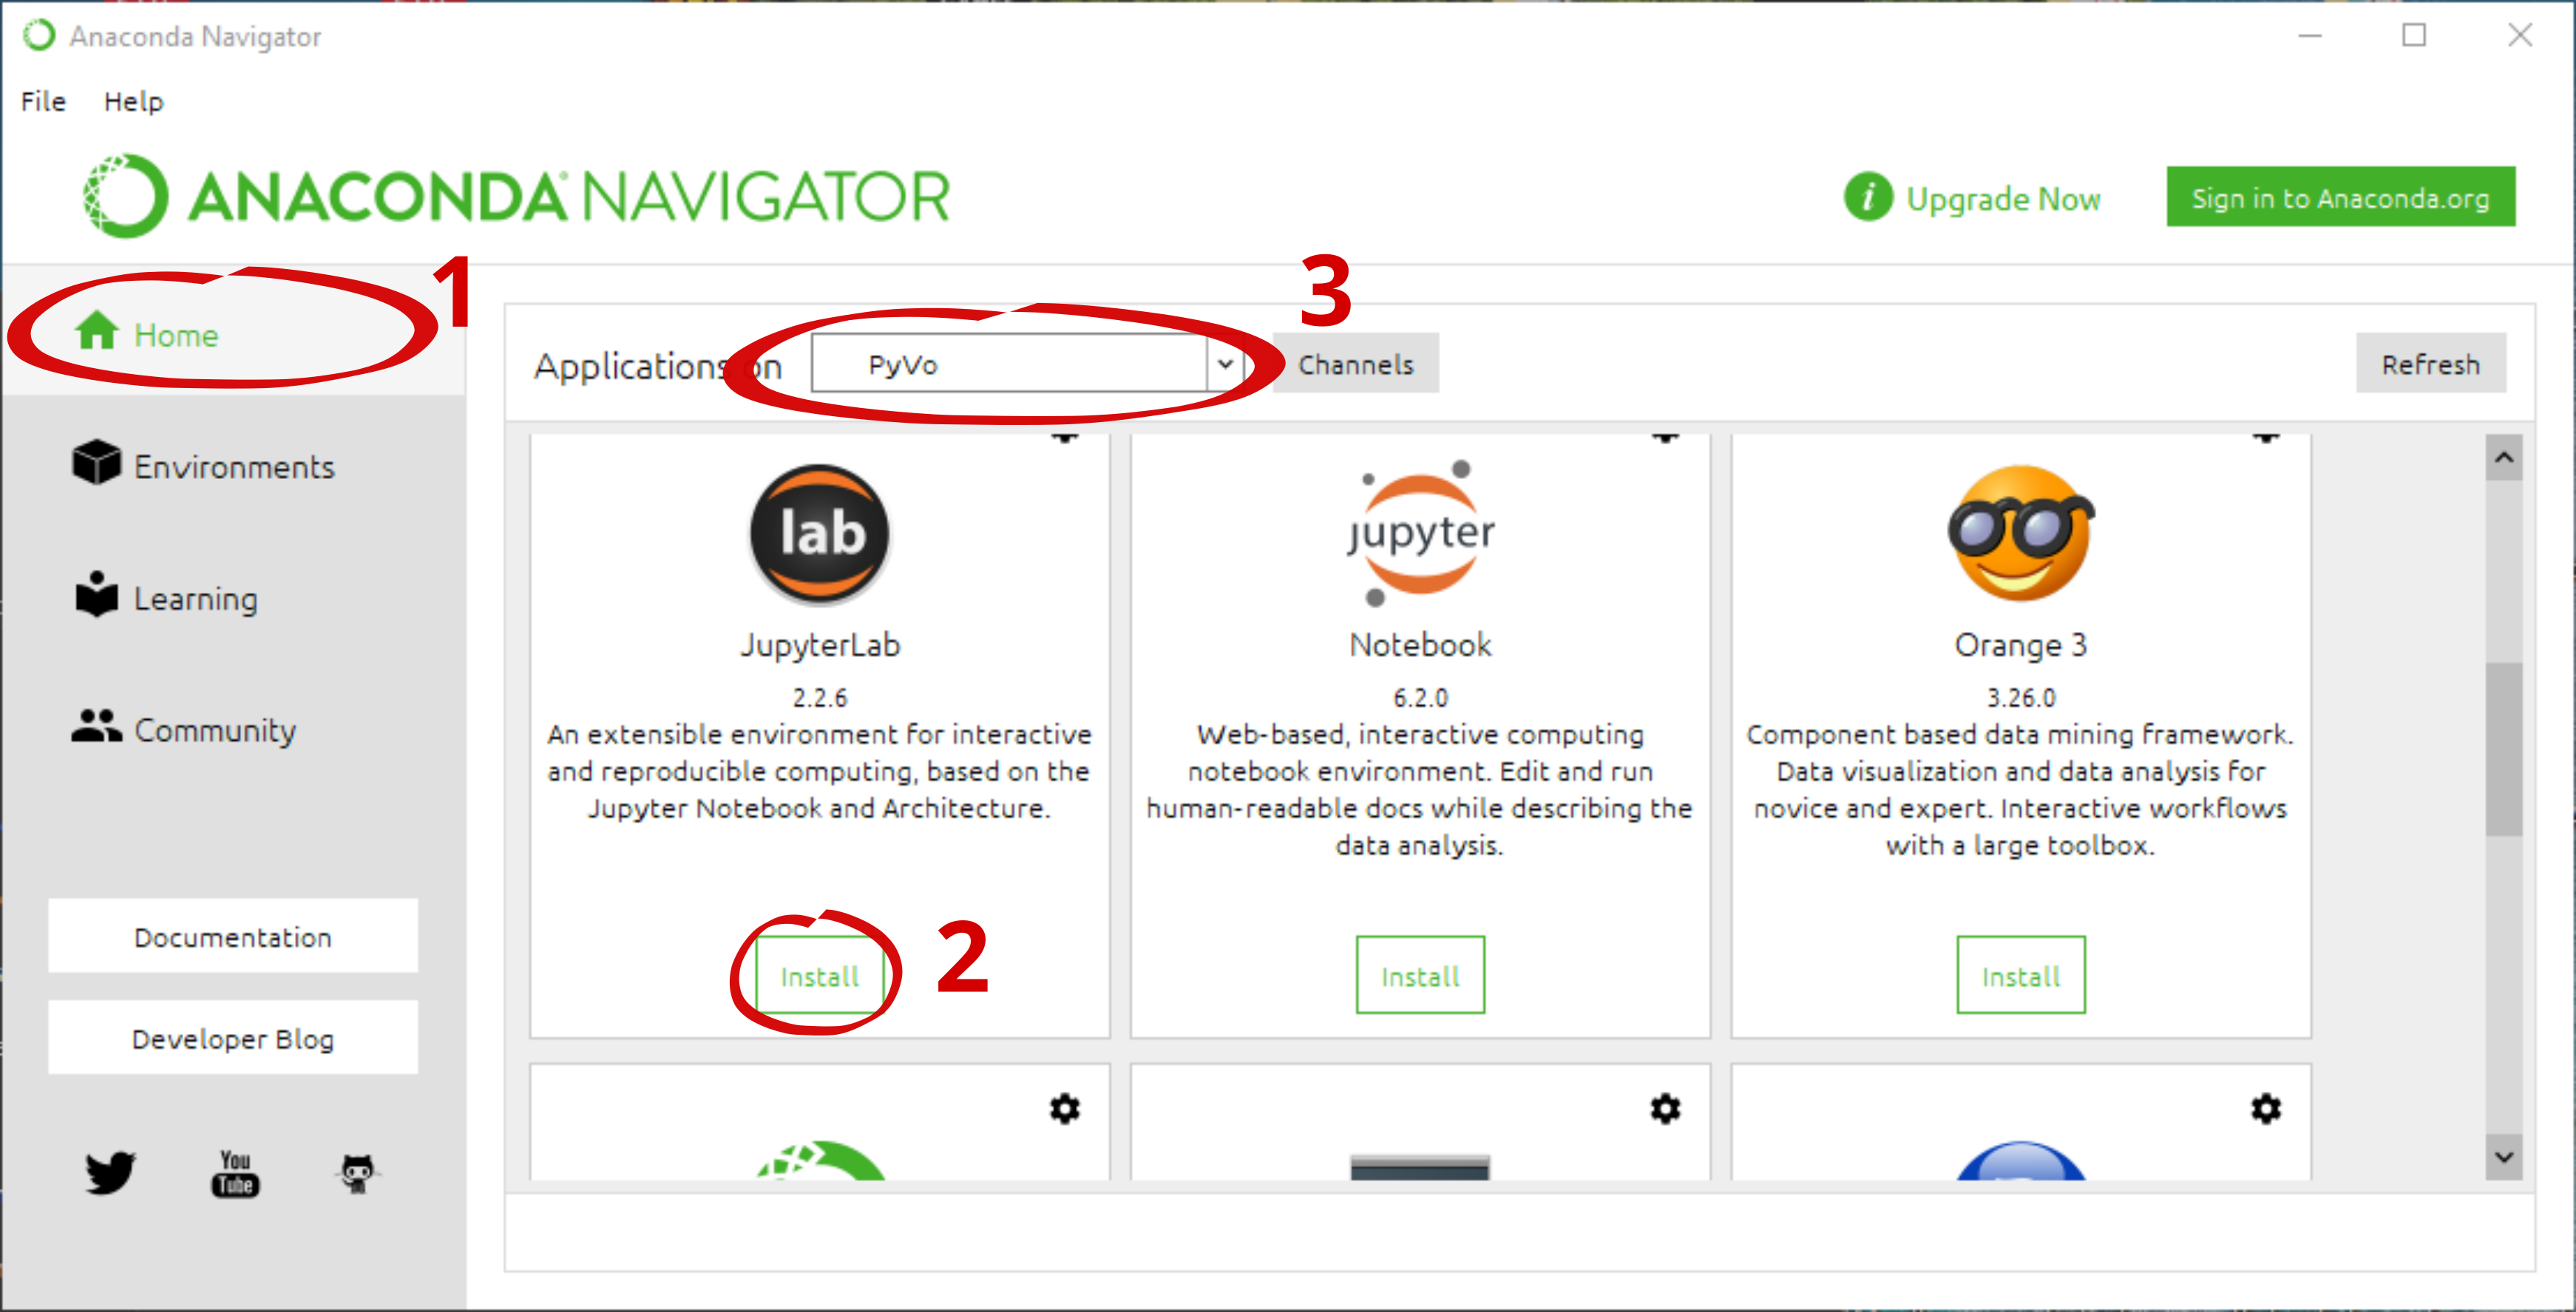 Anaconda Navigator
File Help
ANACONDA NAVIGATOR
i Upgrade Now
Sign in to Anaconda.org
1
3
Home
Applications on PyVo Channels Refresh
Environments
Learning
Community
Documentation
Developer Blog
You
Tube
lab
JupyterLab
2.2.6
An extensible environment for interactive
and reproducible computing, based on the
Jupyter Notebook and Architecture.
Install
2
jupyter
Notebook
6.2.0
Web-based, interactive computing
notebook environment. Edit and run
human-readable docs while describing the
data analysis.
Install
Orange 3
3.26.0
Component based data mining framework.
Data visualization and data analysis for
novice and expert. Interactive workflows
with a large toolbox.
Install